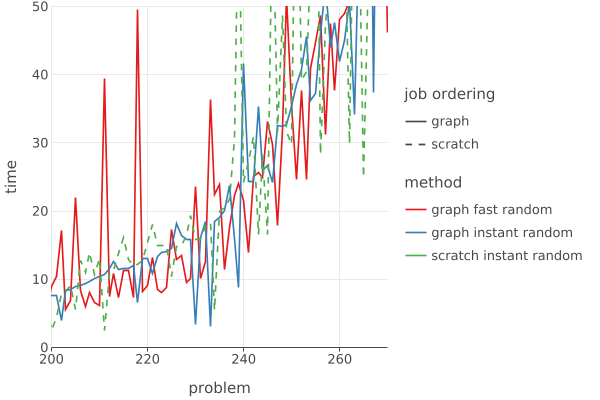 50
40
30
20
10
0
200
220
240
260
time
problem
job ordering
graph
scratch
method
graph fast random
graph instant random
scratch instant random